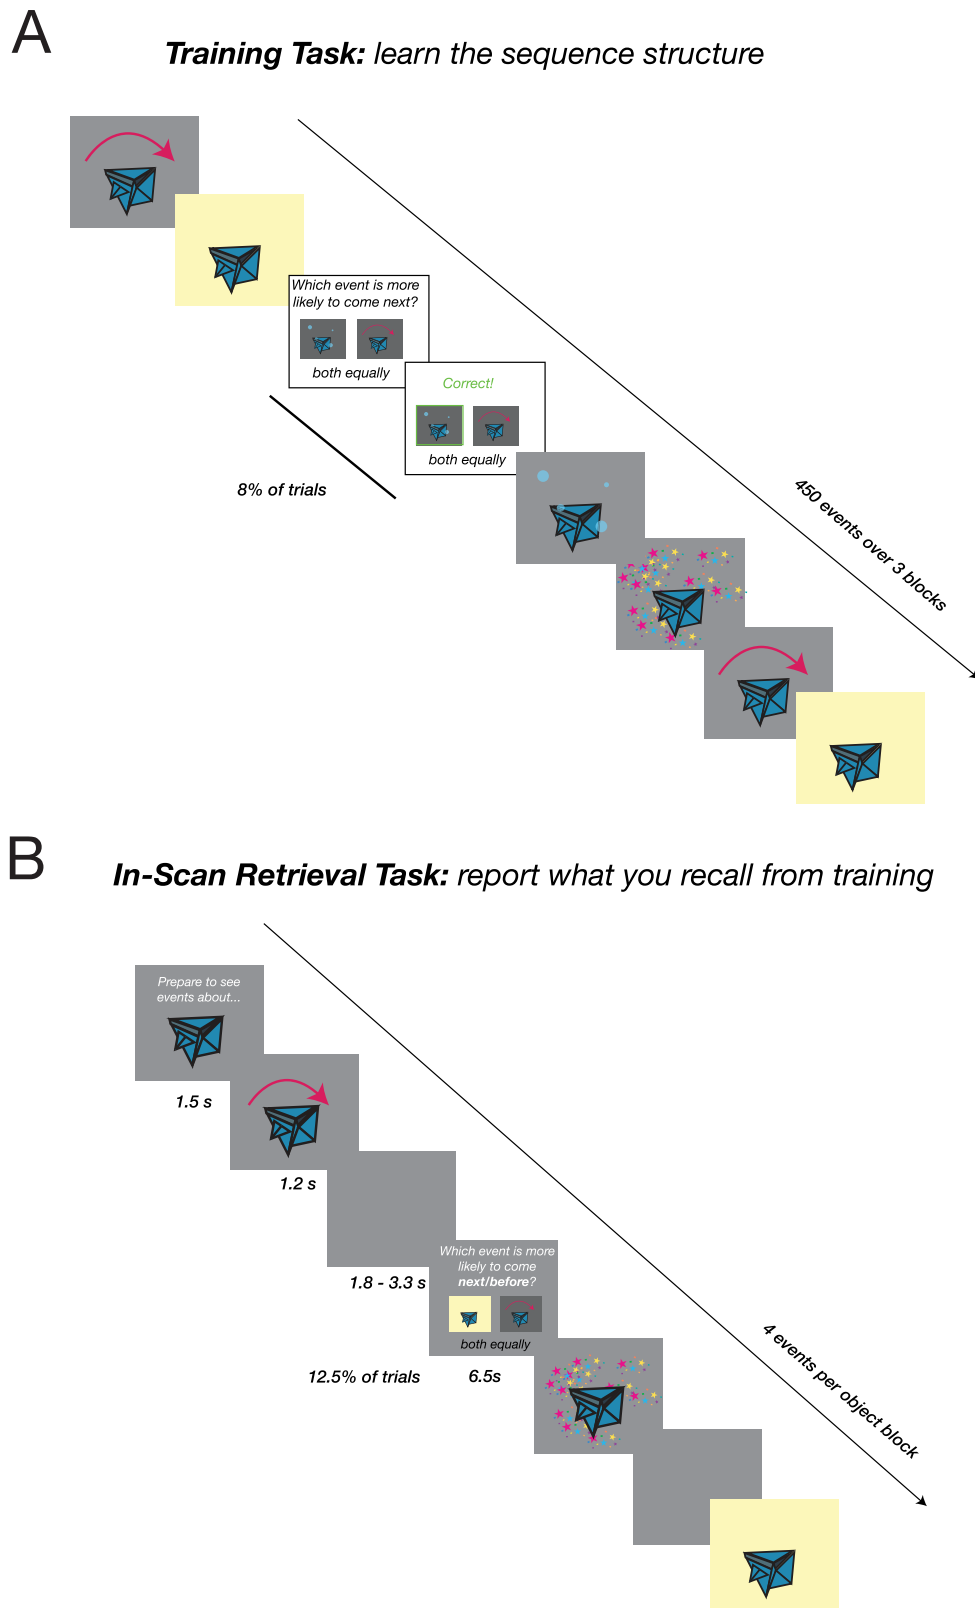 A
Training Task: learn the sequence structure
Which event is more
likely to come next?
both equally
Correct!
both equally
8% of trials
450 events over 3 blocks
B
In-Scan Retrieval Task: report what you recall from training
Prepare to see
events about...
1.5 s
1.2 s
1.8 - 3.3 s
Which event is more
likely to come
next/before?
both equally
12.5% of trials
6.5s
4 events per object block